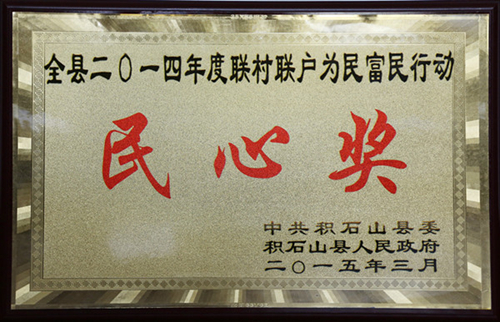 全县二〇一四年度联村联户为民富民行动
民心奖
中共积石山县委
积石山县人民政府
二〇一五年三月